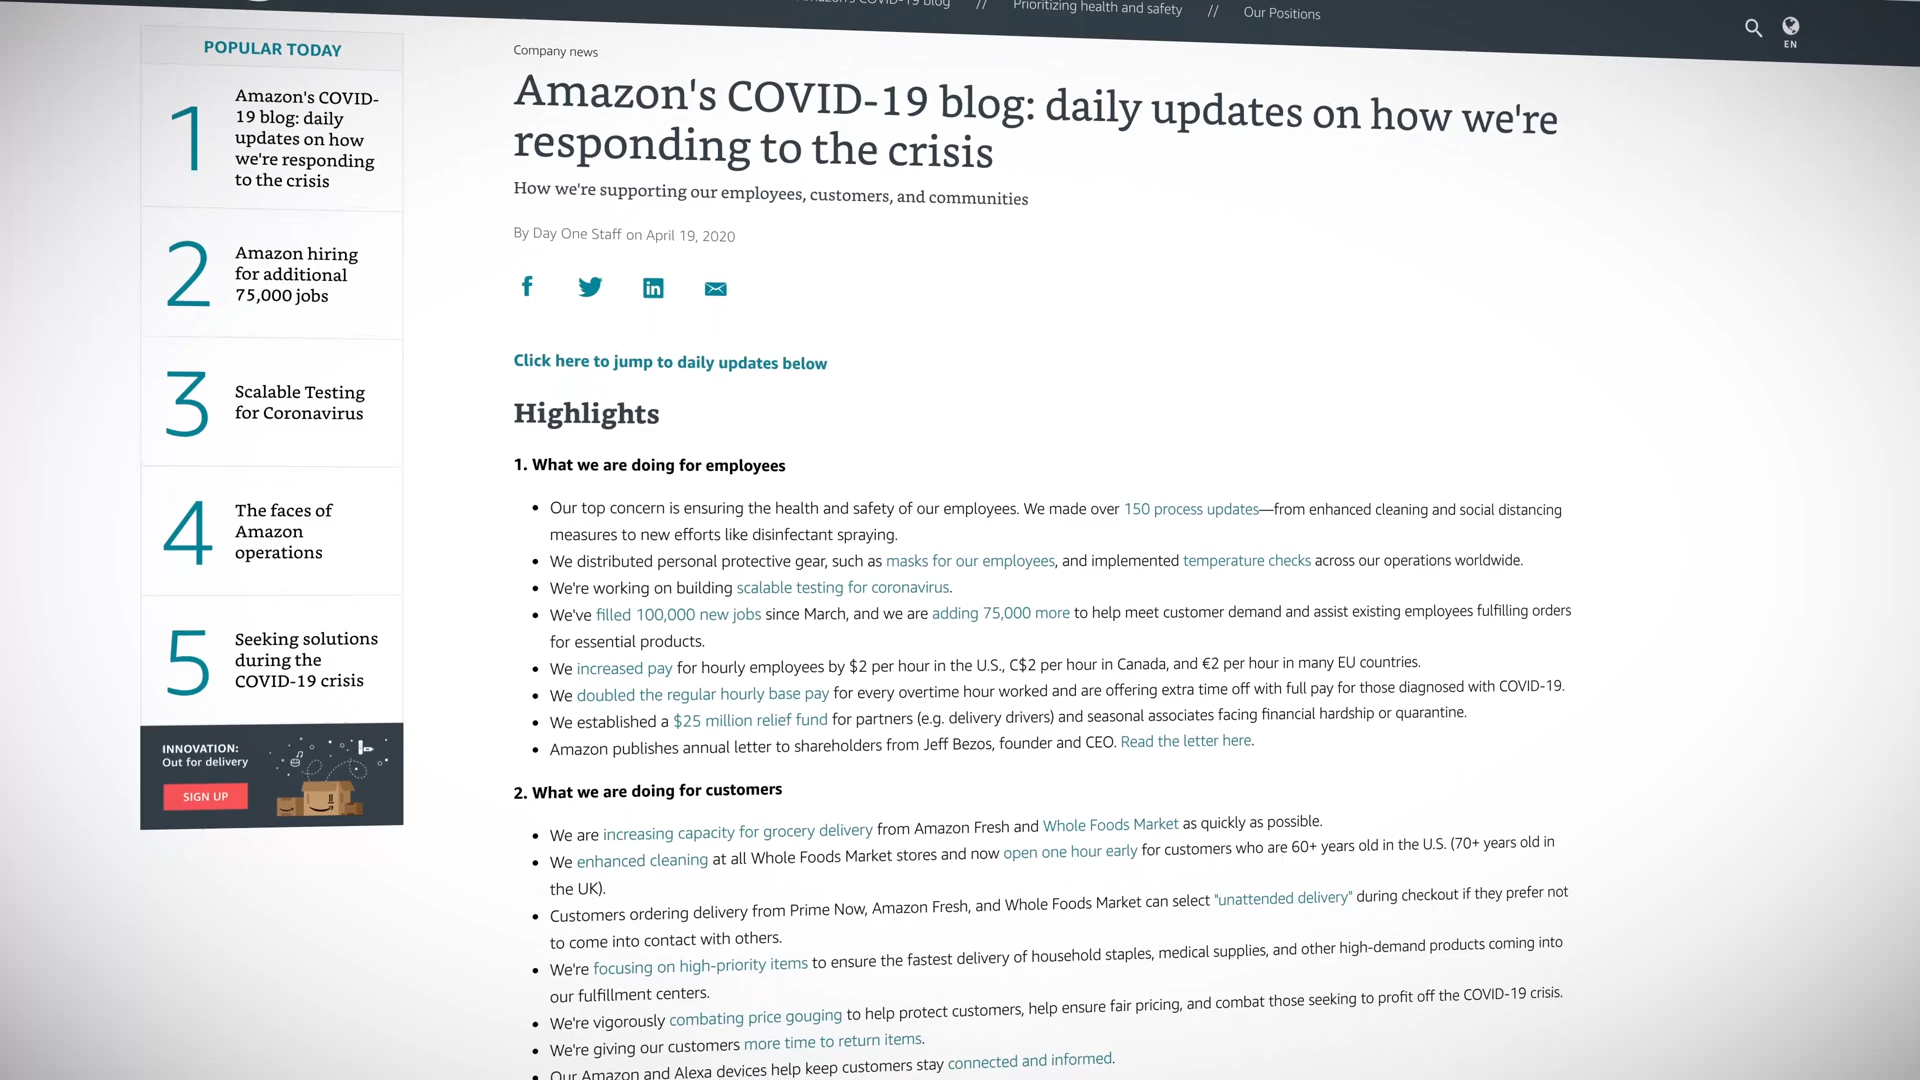 Amazon's COVID-19 blog // Prioritizing health and safety // Our Positions
EN
POPULAR TODAY
1
Amazon's COVID-
19 blog: daily
updates on how
we're responding
to the crisis
2
Amazon hiring
for additional
75,000 jobs
3
Scalable Testing
for Coronavirus
4
The faces of
Amazon
operations
5
Seeking solutions
during the
COVID-19 crisis
INNOVATION:
Out for delivery
SIGN UP
Company news
Amazon's COVID-19 blog: daily updates on how we're
responding to the crisis
How we're supporting our employees, customers, and communities
By Day One Staff on April 19, 2020
Click here to jump to daily updates below
Highlights
1. What we are doing for employees
• Our top concern is ensuring the health and safety of our employees. We made over 150 process updates—from enhanced cleaning and social distancing
measures to new efforts like disinfectant spraying.
• We distributed personal protective gear, such as masks for our employees, and implemented temperature checks across our operations worldwide.
• We're working on building scalable testing for coronavirus.
• We've filled 100,000 new jobs since March, and we are adding 75,000 more to help meet customer demand and assist existing employees fulfilling orders
for essential products.
• We increased pay for hourly employees by $2 per hour in the U.S., C$2 per hour in Canada, and €2 per hour in many EU countries.
• We doubled the regular hourly base pay for every overtime hour worked and are offering extra time off with full pay for those diagnosed with COVID-19.
• We established a $25 million relief fund for partners (e.g. delivery drivers) and seasonal associates facing financial hardship or quarantine.
• Amazon publishes annual letter to shareholders from Jeff Bezos, founder and CEO. Read the letter here.
2. What we are doing for customers
• We are increasing capacity for grocery delivery from Amazon Fresh and Whole Foods Market as quickly as possible.
• We enhanced cleaning at all Whole Foods Market stores and now open one hour early for customers who are 60+ years old in the U.S. (70+ years old in
the UK).
• Customers ordering delivery from Prime Now, Amazon Fresh, and Whole Foods Market can select "unattended delivery" during checkout if they prefer not
to come into contact with others.
• We're focusing on high-priority items to ensure the fastest delivery of household staples, medical supplies, and other high-demand products coming into
our fulfillment centers.
• We're vigorously combating price gouging to help protect customers, help ensure fair pricing, and combat those seeking to profit off the COVID-19 crisis.
• We're giving our customers more time to return items.
• Our Amazon and Alexa devices help keep customers stay connected and informed.